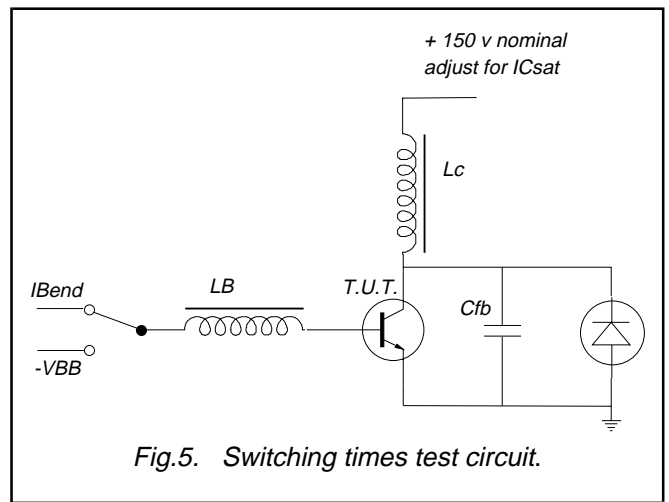 + 150 v nominal
adjust for ICsat
Lc
IBend
LB
T.U.T.
Cfb
-VBB
Fig.5. Switching times test circuit.